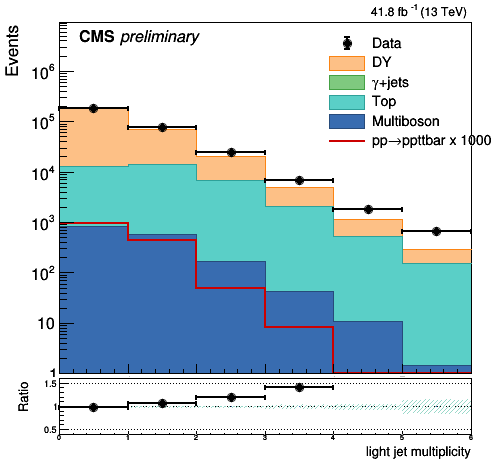 41.8 fb⁻¹ (13 TeV)
CMS preliminary
Events
Data
DY
γ+jets
Top
Multiboson
pp→ppttbar x 1000
10⁶
10⁵
10⁴
10³
10²
10
1
Ratio
1.5
1
0.5
0 1 2 3 4 5 6
light jet multiplicity